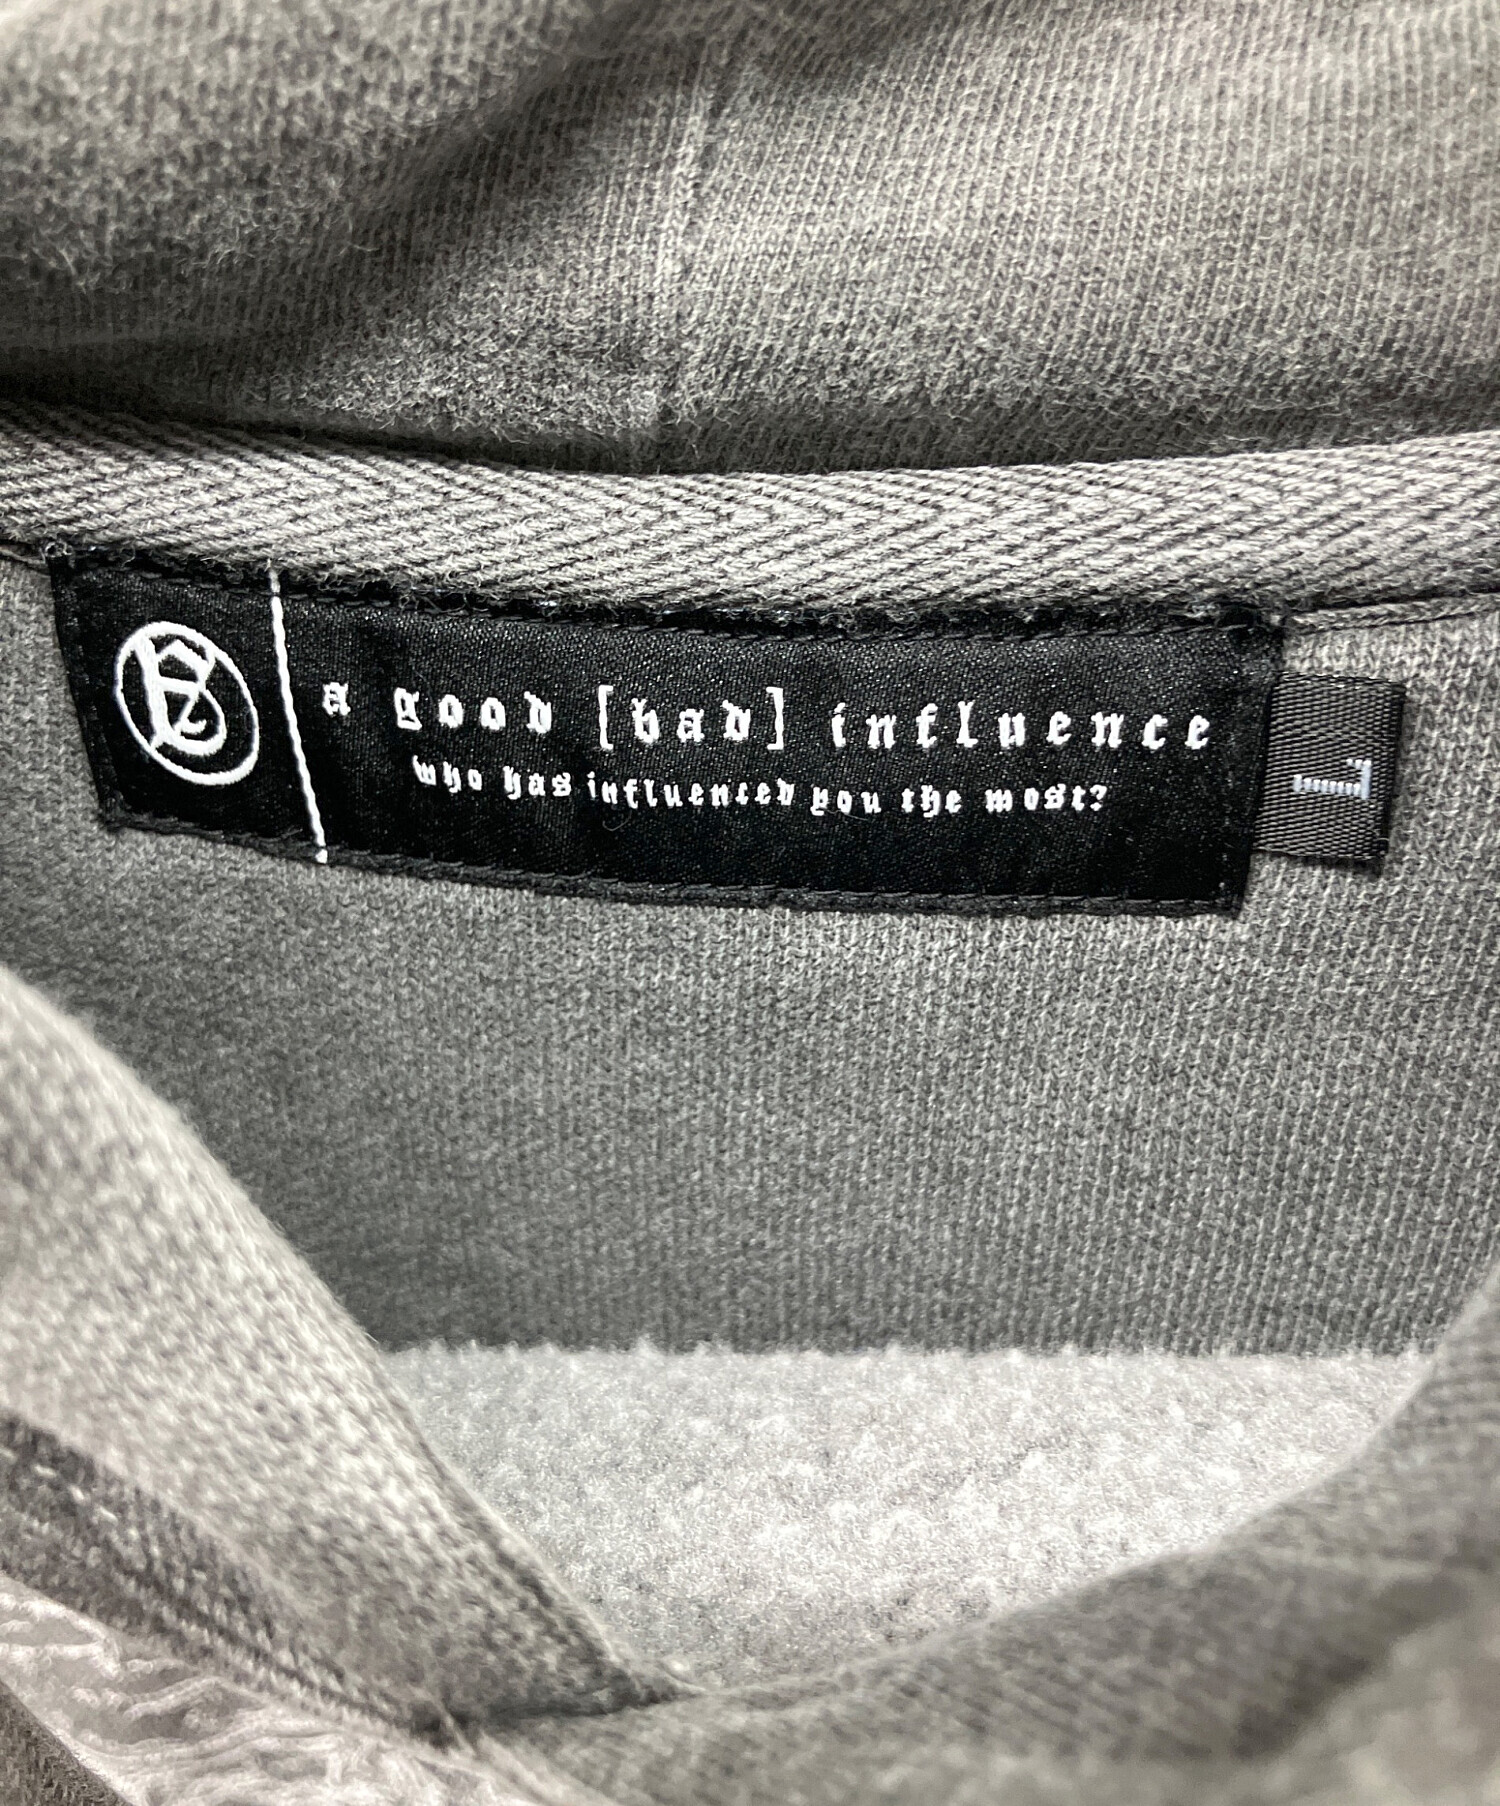 a good [bad] influence
who has influenced you the most?
L